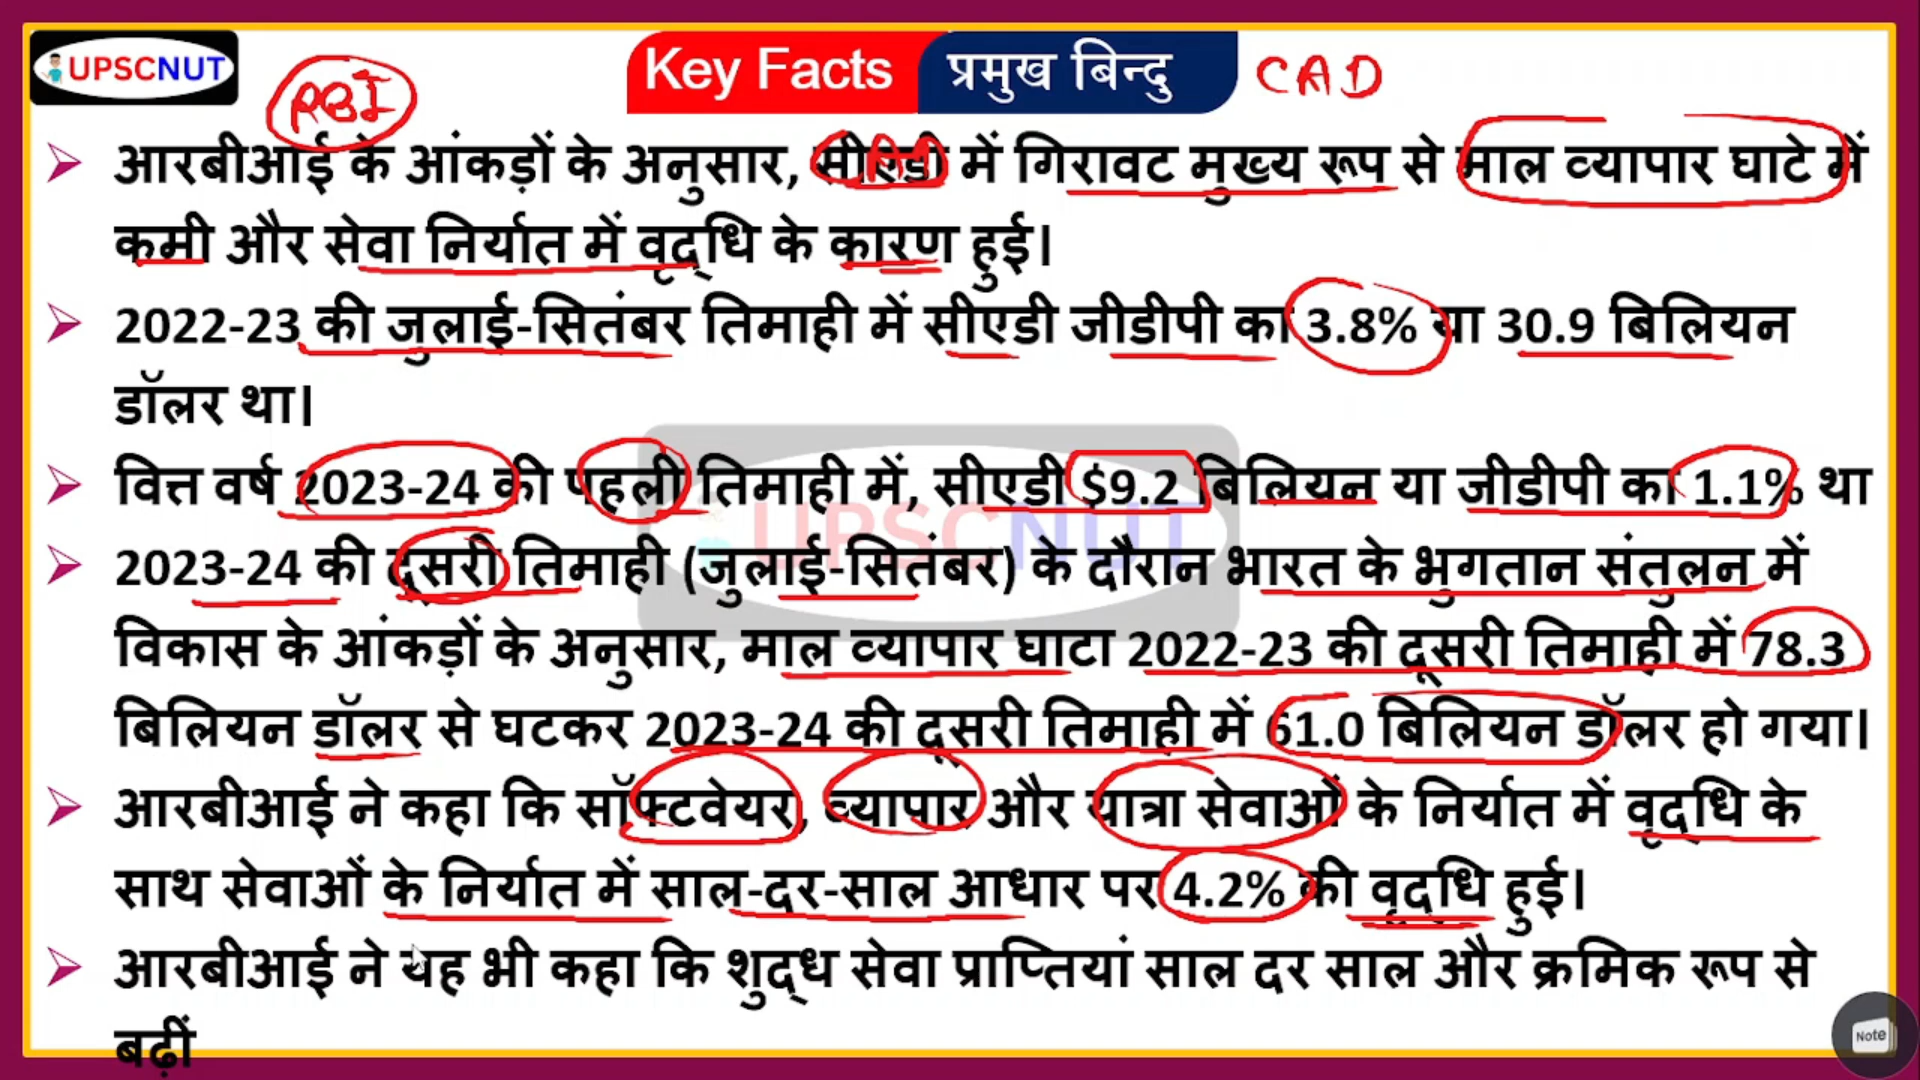 UPSCNUT
RBI
Key Facts प्रमुख बिन्दु CAD
आरबीआई के आंकड़ों के अनुसार, सीएडी में गिरावट मुख्य रूप से माल व्यापार घाटे में
कमी और सेवा निर्यात में वृद्धि के कारण हुई।
2022-23 की जुलाई-सितंबर तिमाही में सीएडी जीडीपी का 3.8% या 30.9 बिलियन
डॉलर था।
वित्त वर्ष 2023-24 की पहली तिमाही में, सीएडी $9.2 बिलियन या जीडीपी का 1.1% था
2023-24 की दूसरी तिमाही (जुलाई-सितंबर) के दौरान भारत के भुगतान संतुलन में
विकास के आंकड़ों के अनुसार, माल व्यापार घाटा 2022-23 की दूसरी तिमाही में 78.3
बिलियन डॉलर से घटकर 2023-24 की दूसरी तिमाही में 61.0 बिलियन डॉलर हो गया।
आरबीआई ने कहा कि सॉफ्टवेयर, व्यापार और यात्रा सेवाओं के निर्यात में वृद्धि के
साथ सेवाओं के निर्यात में साल-दर-साल आधार पर 4.2% की वृद्धि हुई।
आरबीआई ने यह भी कहा कि शुद्ध सेवा प्राप्तियां साल दर साल और क्रमिक रूप से
बढ़ीं
UPSCNUT
Note